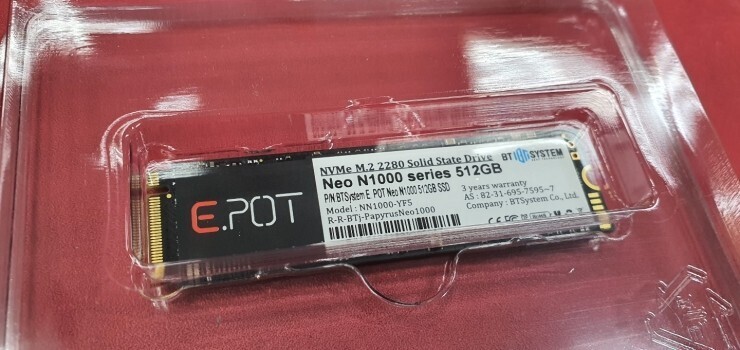 E.POT
NVMe M.2 2280 Solid State Drive
BT SYSTEM
Neo N1000 series 512GB
P/N BTSystem E. POT Neo N1000 512GB SSD
3 years warranty
Model : NN1000-YFS
AS : 82-31-695-7595~7
R-R-BTj-PapyrusNeo1000
Company : BTSystem Co., Ltd.